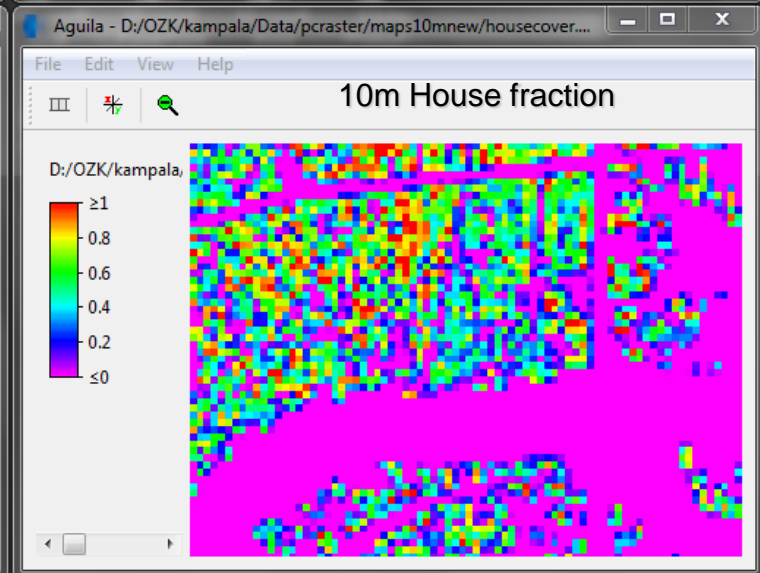 Aguila - D:/OZK/kampala/Data/pcraster/maps10mnew/housecover....
File Edit View Help
10m House fraction
D:/OZK/kampala/
≥1
0.8
0.6
0.4
0.2
≤0